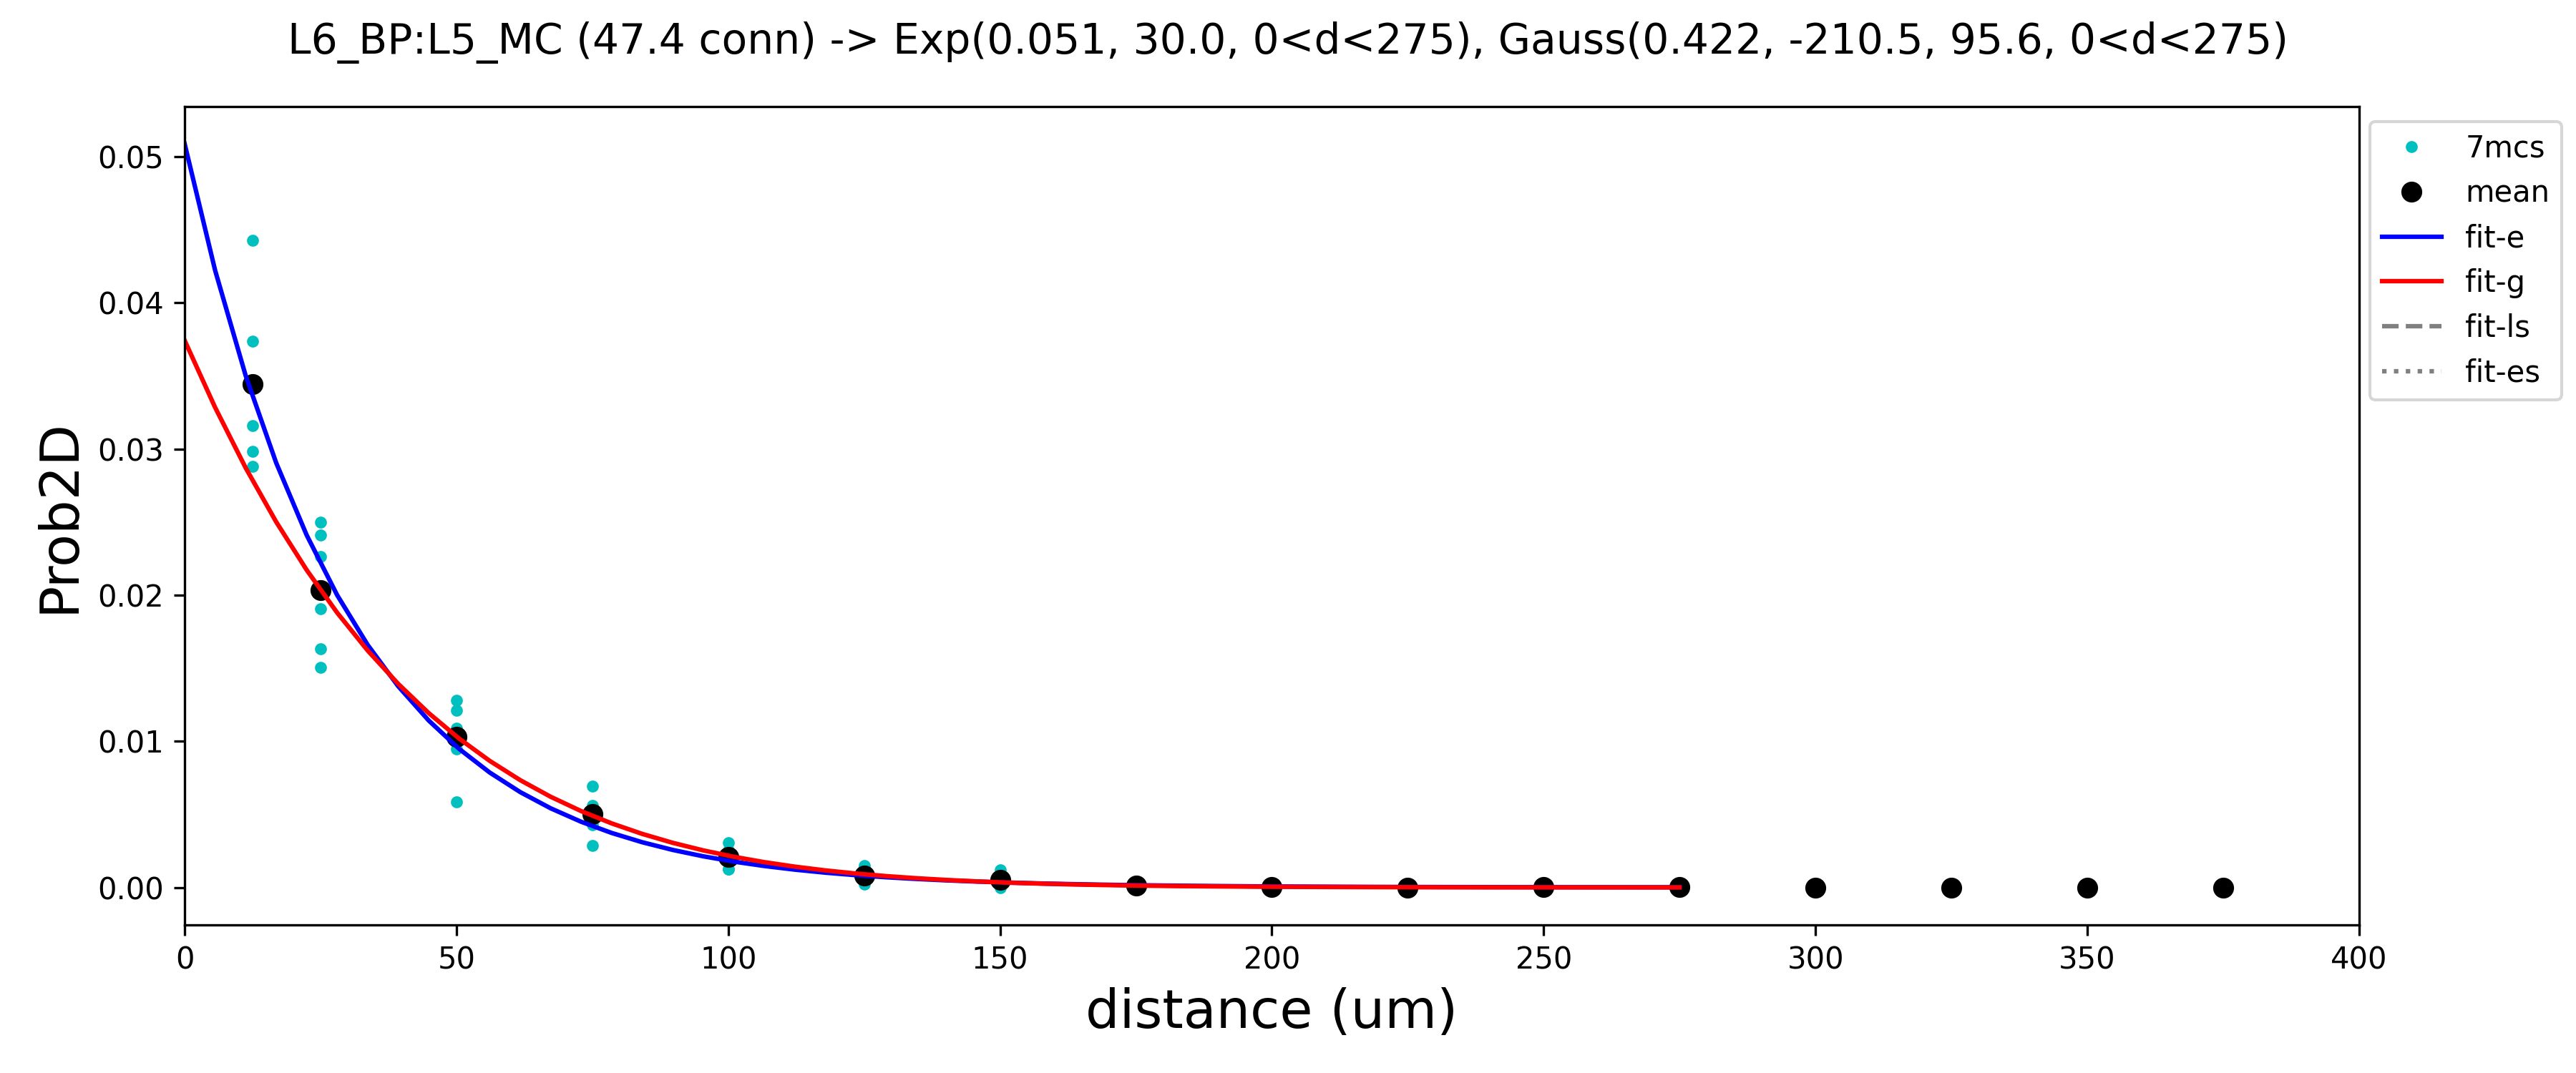 L6_BP:L5_MC (47.4 conn) -> Exp(0.051, 30.0, 0<d<275), Gauss(0.422, -210.5, 95.6, 0<d<275)
0.05
0.04
0.03
0.02
0.01
0.00
Prob2D
0 50 100 150 200 250 300 350 400
distance (um)
7mcs
mean
fit-e
fit-g
fit-ls
fit-es